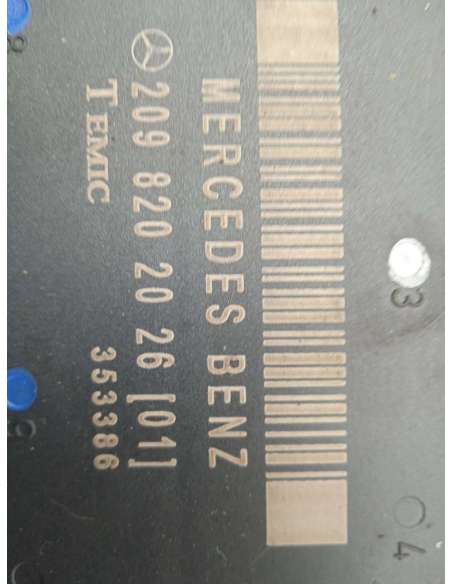 MERCEDES BENZ
209 820 20 26 [01]
TEMIC 353386
3
4